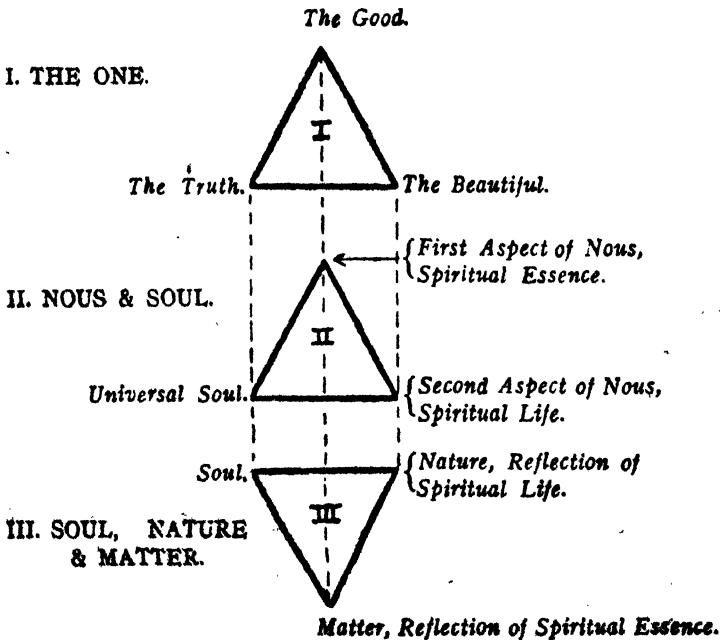 The Good.
I. THE ONE.
I
The Truth.
The Beautiful.
{First Aspect of Nous,
Spiritual Essence.
II. NOUS & SOUL.
II
Universal Soul.
{Second Aspect of Nous,
Spiritual Life.
Soul.
{Nature, Reflection of
Spiritual Life.
III
III. SOUL, NATURE
& MATTER.
Matter, Reflection of Spiritual Essence.